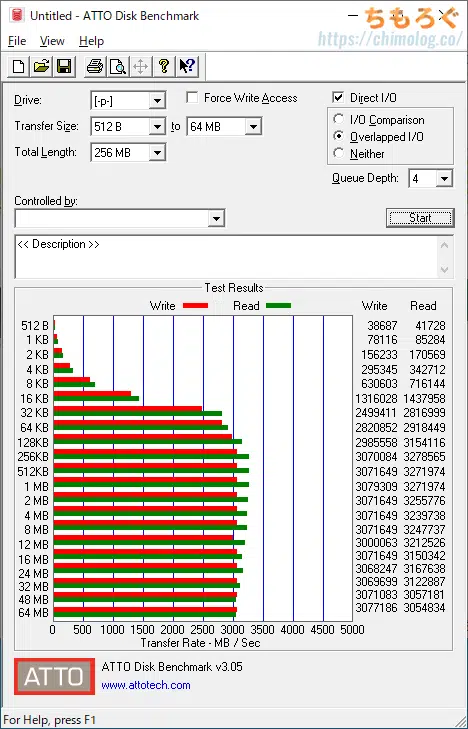 Untitled - ATTO Disk Benchmark
ちもろぐ
https://chimolog.co/
File View Help
Drive: [-p-] Force Write Access Direct I/O
Transfer Size: 512 B to 64 MB I/O Comparison
Overlapped I/O
Total Length: 256 MB Neither
Queue Depth: 4
Controlled by:
Start
<< Description >>
Test Results
Write Read Write Read
512 B 38687 41728
1 KB 78116 85284
2 KB 156233 170569
4 KB 295345 342712
8 KB 630603 716144
16 KB 1316028 1437958
32 KB 2499411 2816999
64 KB 2820852 2918449
128KB 2985558 3154116
256KB 3070084 3278565
512KB 3071649 3271974
1 MB 3079309 3271974
2 MB 3071649 3255776
4 MB 3071649 3239738
8 MB 3071649 3247737
12 MB 3000063 3212526
16 MB 3071649 3150342
24 MB 3068247 3167638
32 MB 3069699 3122887
48 MB 3071083 3057181
64 MB 3077186 3054834
0 500 1000 1500 2000 2500 3000 3500 4000 4500 5000
Transfer Rate - MB / Sec
ATTO
ATTO Disk Benchmark v3.05
www.attotech.com
For Help, press F1